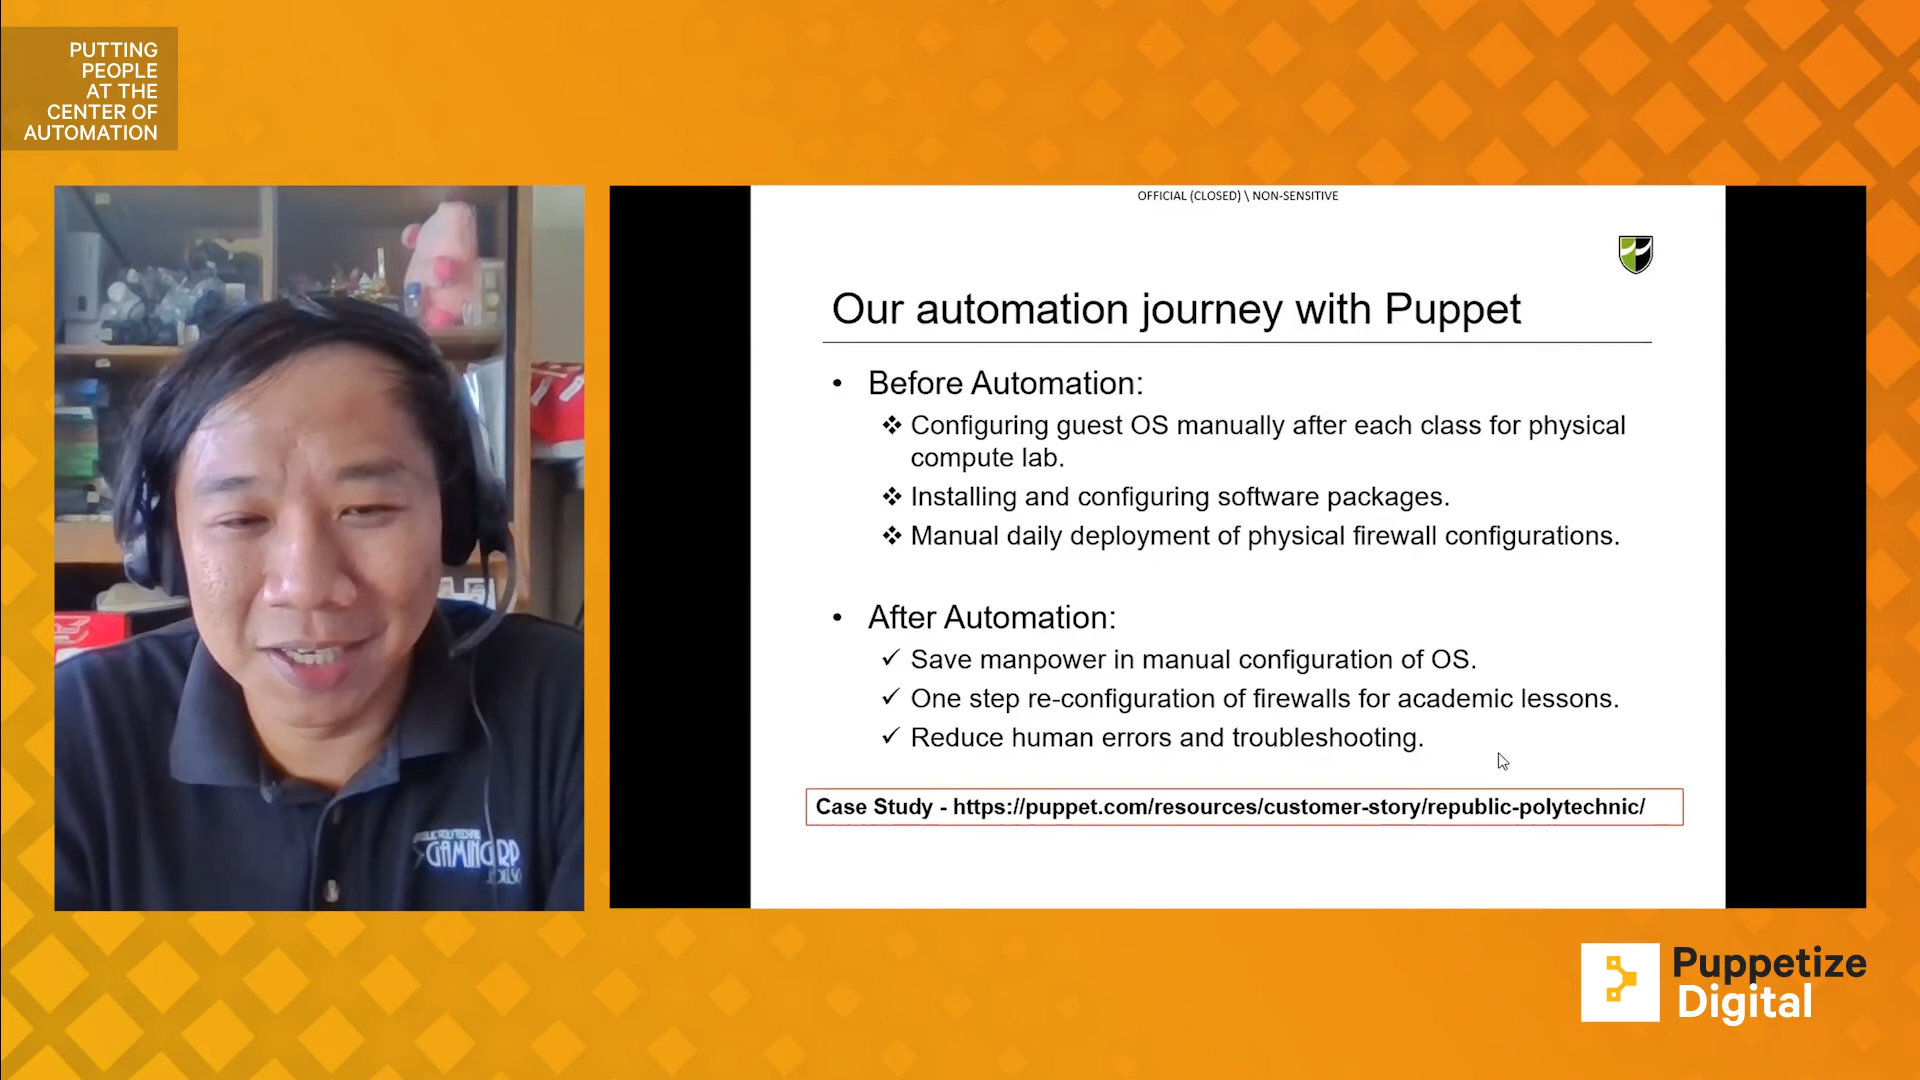 PUTTING
PEOPLE
AT THE
CENTER OF
AUTOMATION
OFFICIAL (CLOSED) \ NON-SENSITIVE
Our automation journey with Puppet
• Before Automation:
❖ Configuring guest OS manually after each class for physical
compute lab.
❖ Installing and configuring software packages.
❖ Manual daily deployment of physical firewall configurations.
• After Automation:
✓ Save manpower in manual configuration of OS.
✓ One step re-configuration of firewalls for academic lessons.
✓ Reduce human errors and troubleshooting.
Case Study - https://puppet.com/resources/customer-story/republic-polytechnic/
Puppetize
Digital